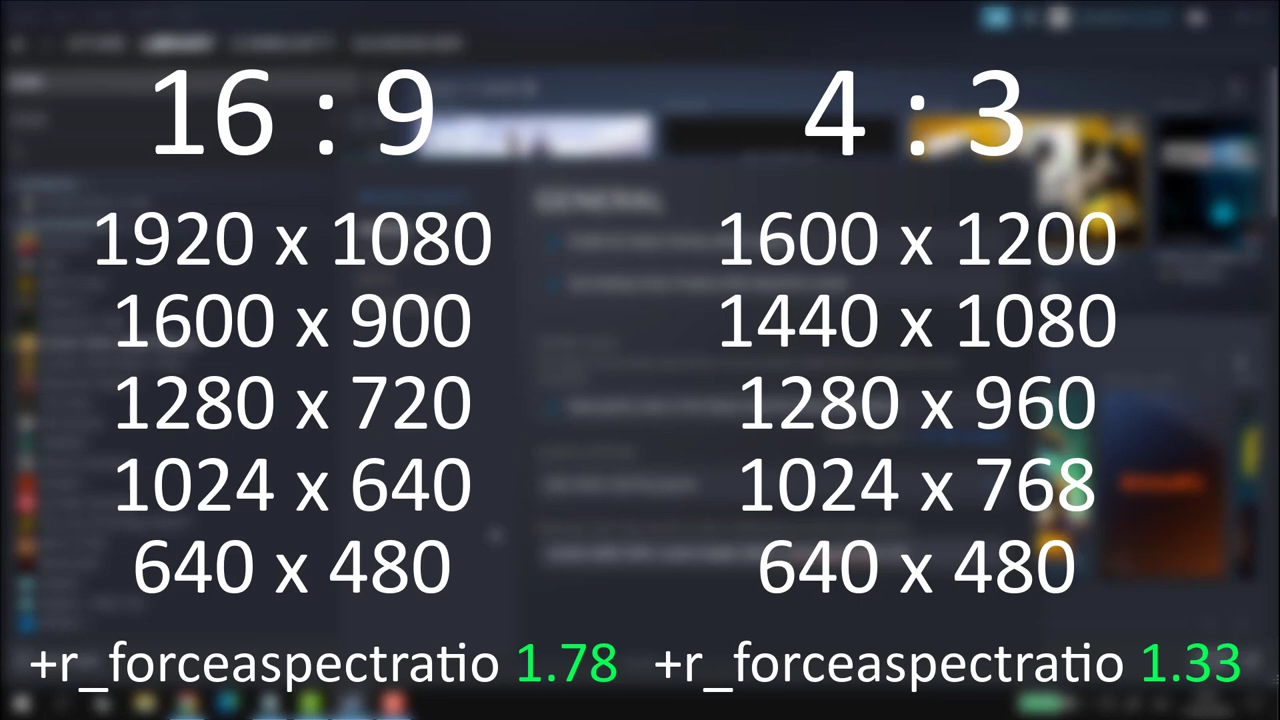 16 : 9
1920 x 1080
1600 x 900
1280 x 720
1024 x 640
640 x 480
+r_forceaspectratio 1.78
4 : 3
1600 x 1200
1440 x 1080
1280 x 960
1024 x 768
640 x 480
+r_forceaspectratio 1.33
GENERAL